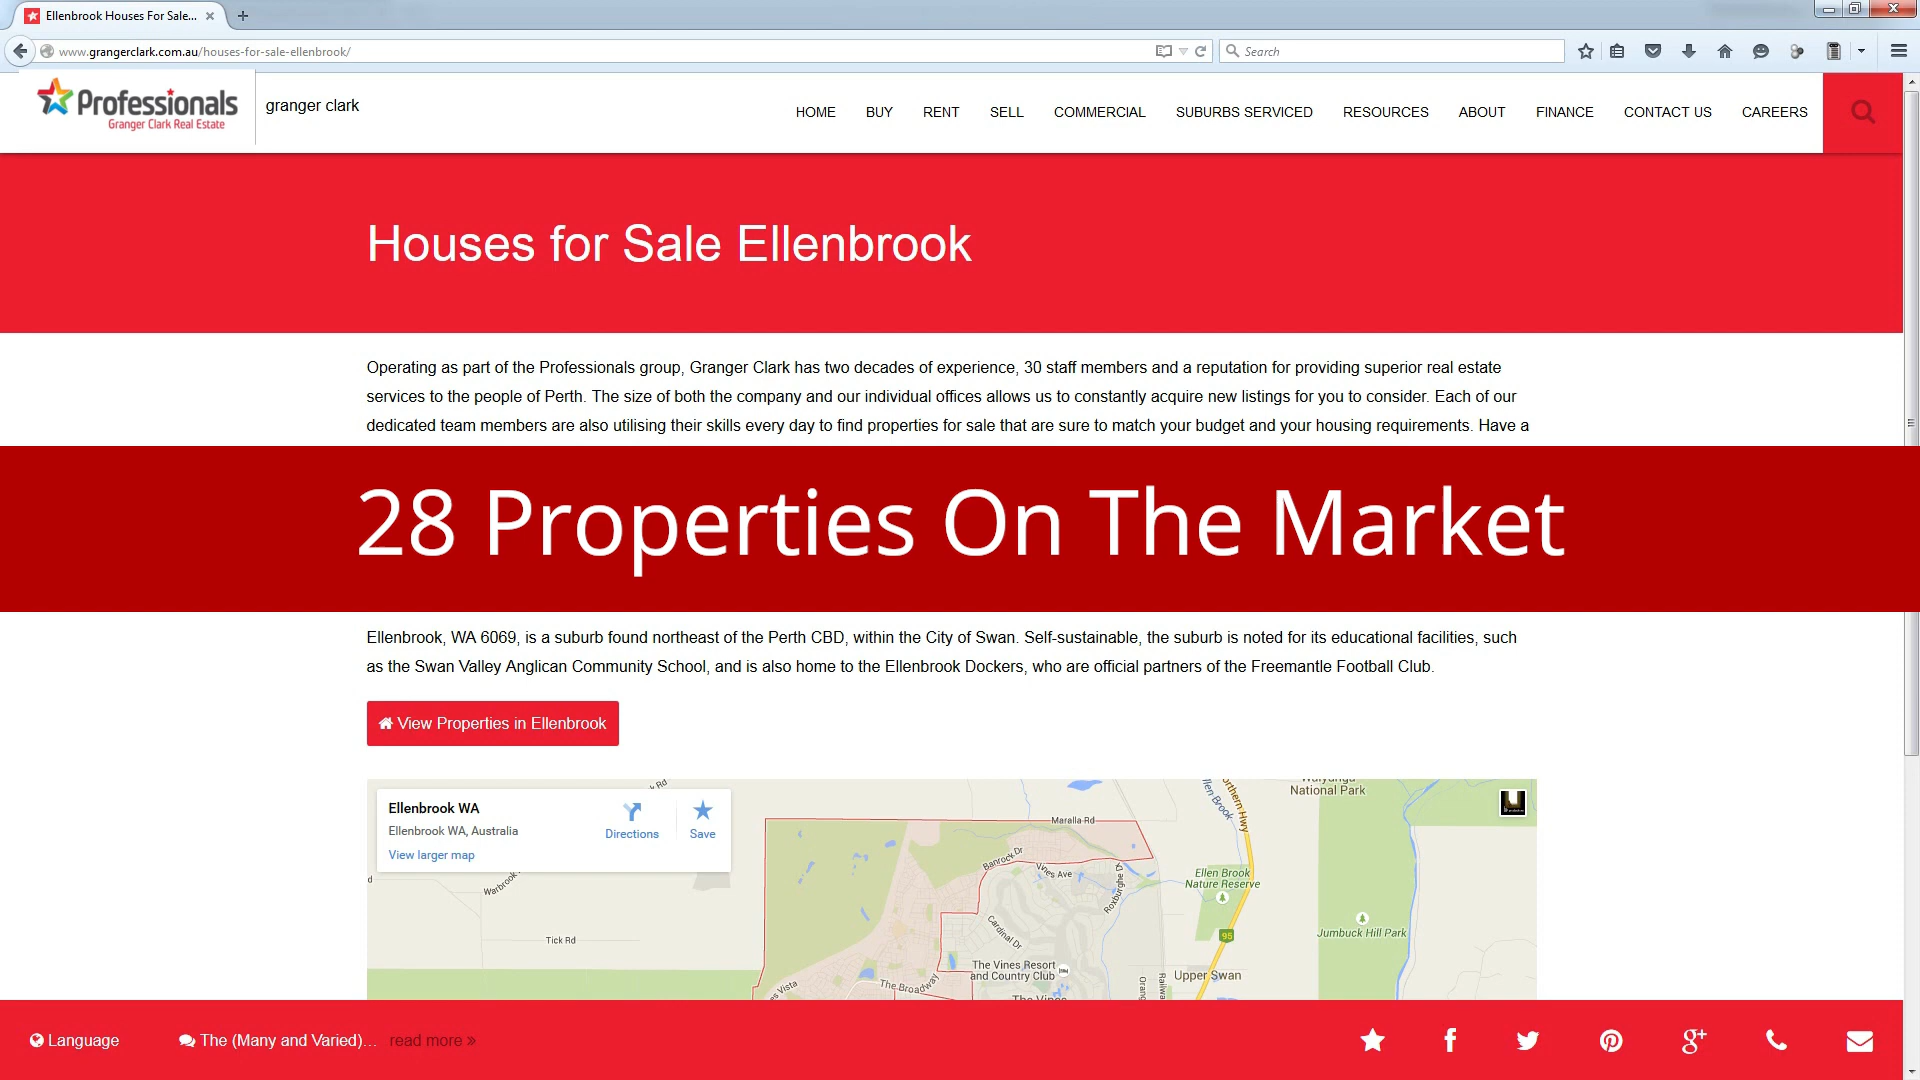 Ellenbrook Houses For Sale...
www.grangerclark.com.au/houses-for-sale-ellenbrook/
Search
Professionals
Granger Clark Real Estate
granger clark
HOME BUY RENT SELL COMMERCIAL SUBURBS SERVICED RESOURCES ABOUT FINANCE CONTACT US CAREERS
Houses for Sale Ellenbrook
Operating as part of the Professionals group, Granger Clark has two decades of experience, 30 staff members and a reputation for providing superior real estate
services to the people of Perth. The size of both the company and our individual offices allows us to constantly acquire new listings for you to consider. Each of our
dedicated team members are also utilising their skills every day to find properties for sale that are sure to match your budget and your housing requirements. Have a
28 Properties On The Market
Ellenbrook, WA 6069, is a suburb found northeast of the Perth CBD, within the City of Swan. Self-sustainable, the suburb is noted for its educational facilities, such
as the Swan Valley Anglican Community School, and is also home to the Ellenbrook Dockers, who are official partners of the Freemantle Football Club.
View Properties in Ellenbrook
Ellenbrook WA
Ellenbrook WA, Australia
View larger map
Directions
Save
Rd
National Park
Ellen Brook
Maralla Rd
Banrock Dr
Vines Ave
Roxburghe Dr
Ellen Brook
Nature Reserve
Cardinal Dr
Tick Rd
95
Jumbuck Hill Park
The Vines Resort
and Country Club
Upper Swan
The Broadway
The Vines
Language
The (Many and Varied)...
read more »